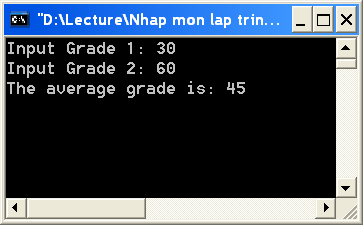 "D:\Lecture\Nhap mon lap trin...
Input Grade 1: 30
Input Grade 2: 60
The average grade is: 45